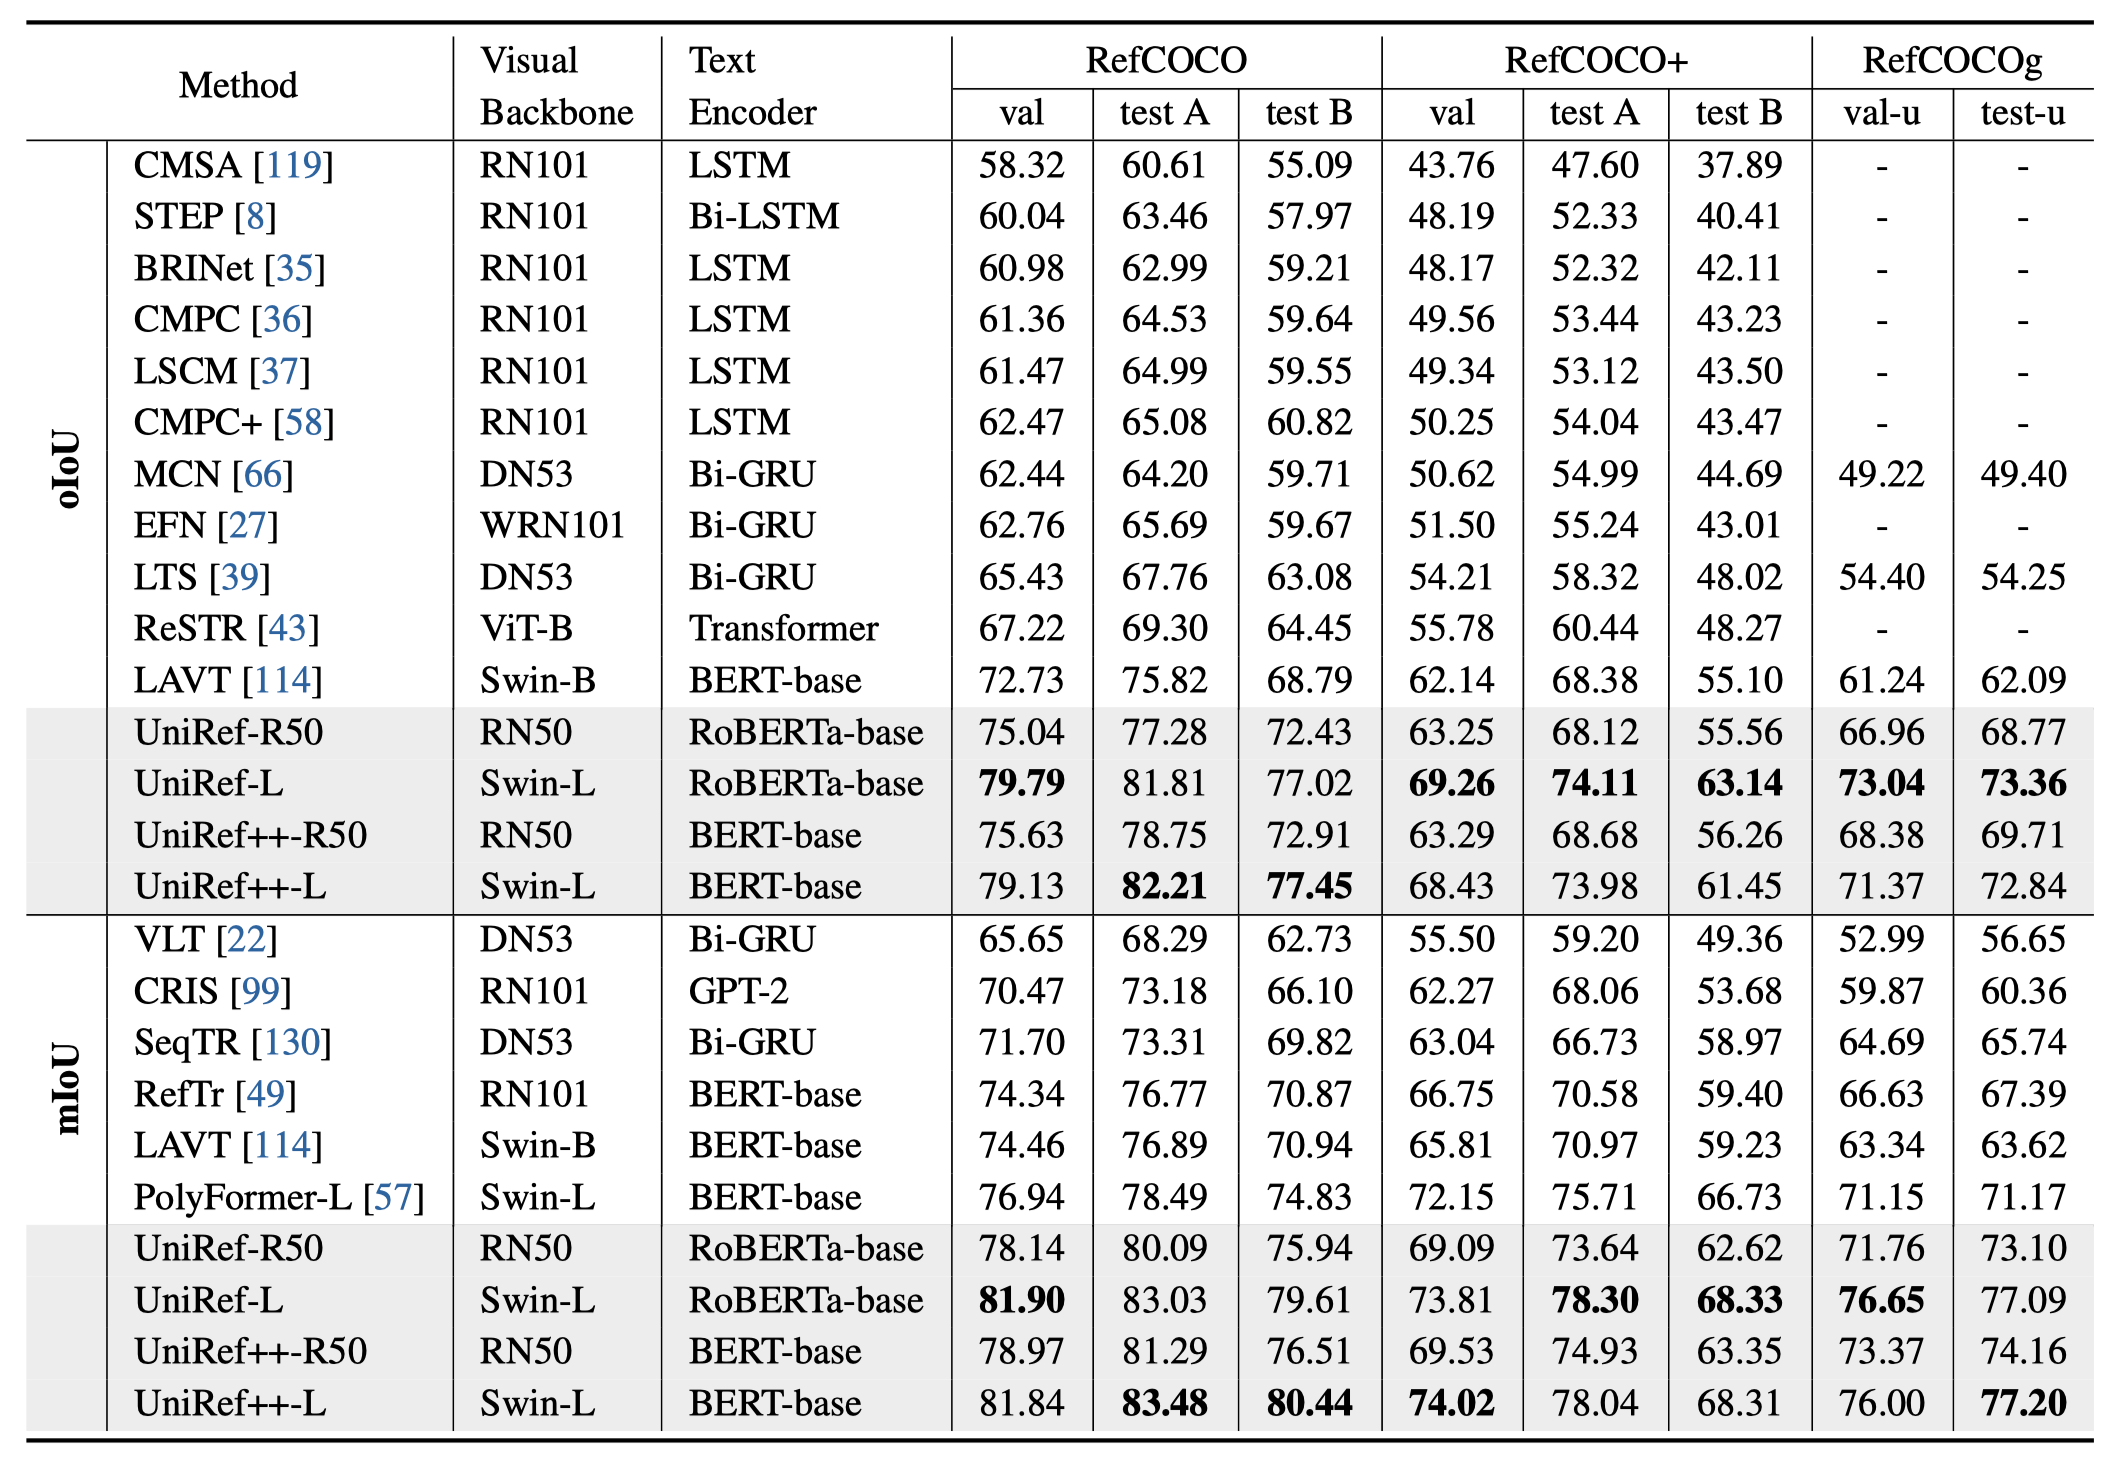 Method Visual Backbone Text Encoder RefCOCO RefCOCO+ RefCOCOg
val test A test B val test A test B val-u test-u
oIoU
CMSA [119] RN101 LSTM 58.32 60.61 55.09 43.76 47.60 37.89 - -
STEP [8] RN101 Bi-LSTM 60.04 63.46 57.97 48.19 52.33 40.41 - -
BRINet [35] RN101 LSTM 60.98 62.99 59.21 48.17 52.32 42.11 - -
CMPC [36] RN101 LSTM 61.36 64.53 59.64 49.56 53.44 43.23 - -
LSCM [37] RN101 LSTM 61.47 64.99 59.55 49.34 53.12 43.50 - -
CMPC+ [58] RN101 LSTM 62.47 65.08 60.82 50.25 54.04 43.47 - -
MCN [66] DN53 Bi-GRU 62.44 64.20 59.71 50.62 54.99 44.69 49.22 49.40
EFN [27] WRN101 Bi-GRU 62.76 65.69 59.67 51.50 55.24 43.01 - -
LTS [39] DN53 Bi-GRU 65.43 67.76 63.08 54.21 58.32 48.02 54.40 54.25
ReSTR [43] ViT-B Transformer 67.22 69.30 64.45 55.78 60.44 48.27 - -
LAVT [114] Swin-B BERT-base 72.73 75.82 68.79 62.14 68.38 55.10 61.24 62.09
UniRef-R50 RN50 RoBERTa-base 75.04 77.28 72.43 63.25 68.12 55.56 66.96 68.77
UniRef-L Swin-L RoBERTa-base 79.79 81.81 77.02 69.26 74.11 63.14 73.04 73.36
UniRef++-R50 RN50 BERT-base 75.63 78.75 72.91 63.29 68.68 56.26 68.38 69.71
UniRef++-L Swin-L BERT-base 79.13 82.21 77.45 68.43 73.98 61.45 71.37 72.84
mIoU
VLT [22] DN53 Bi-GRU 65.65 68.29 62.73 55.50 59.20 49.36 52.99 56.65
CRIS [99] RN101 GPT-2 70.47 73.18 66.10 62.27 68.06 53.68 59.87 60.36
SeqTR [130] DN53 Bi-GRU 71.70 73.31 69.82 63.04 66.73 58.97 64.69 65.74
RefTr [49] RN101 BERT-base 74.34 76.77 70.87 66.75 70.58 59.40 66.63 67.39
LAVT [114] Swin-B BERT-base 74.46 76.89 70.94 65.81 70.97 59.23 63.34 63.62
PolyFormer-L [57] Swin-L BERT-base 76.94 78.49 74.83 72.15 75.71 66.73 71.15 71.17
UniRef-R50 RN50 RoBERTa-base 78.14 80.09 75.94 69.09 73.64 62.62 71.76 73.10
UniRef-L Swin-L RoBERTa-base 81.90 83.03 79.61 73.81 78.30 68.33 76.65 77.09
UniRef++-R50 RN50 BERT-base 78.97 81.29 76.51 69.53 74.93 63.35 73.37 74.16
UniRef++-L Swin-L BERT-base 81.84 83.48 80.44 74.02 78.04 68.31 76.00 77.20